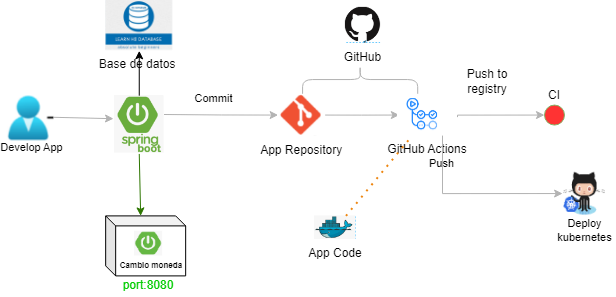 LEARN HB DATABASE
Base de datos
GitHub
Push to
registry
CI
Commit
spring
boot
Develop App
App Repository
GitHub Actions
Push
App Code
Deploy
kubernetes
Cambio moneda
port:8080